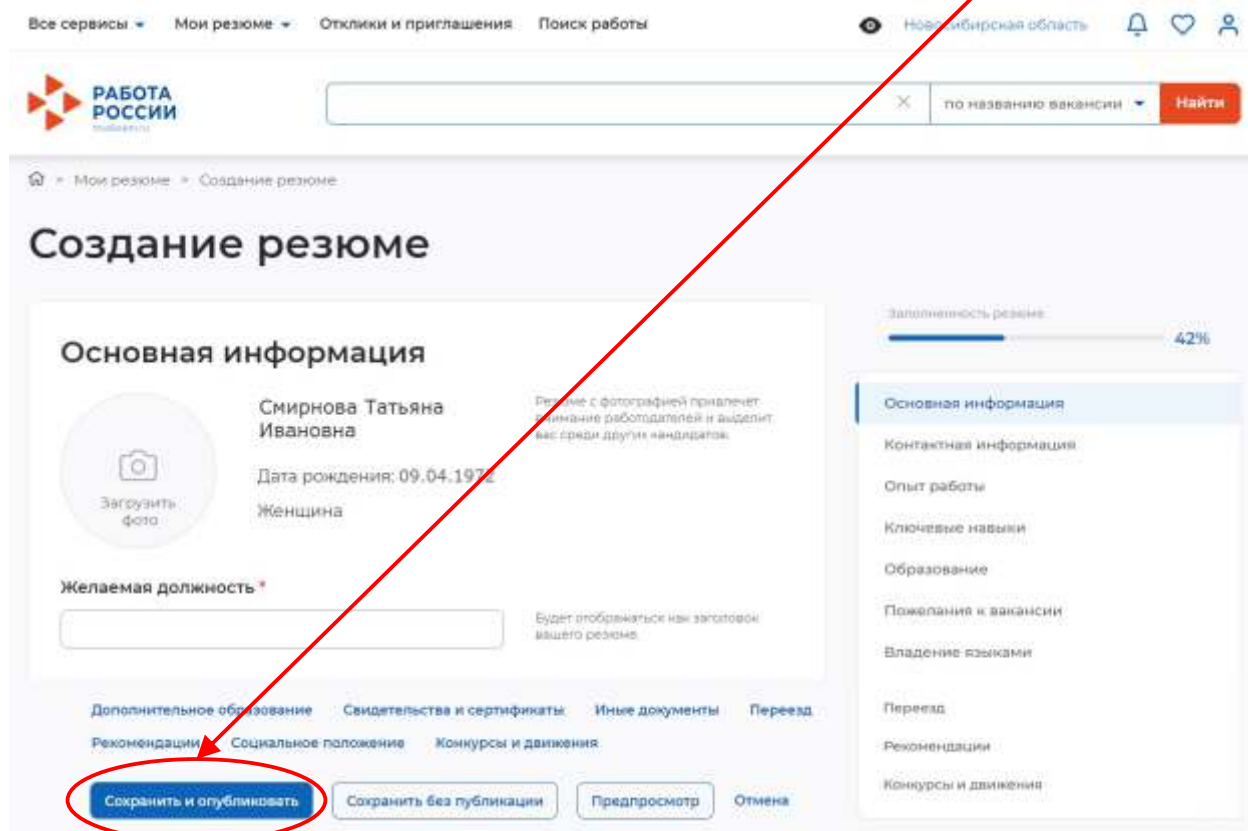 Все сервисы Мои резюме Отклики и приглашения Поиск работы Новосибирская область
РАБОТА
РОССИИ
по названию вакансии Найти
Мои резюме Создание резюме
Создание резюме
Заполненность резюме
42%
Основная информация
Смирнова Татьяна
Ивановна
Дата рождения: 09.04.1972
Женщина
Загрузить
фото
Резюме с фотографией привлечет
внимание работодателей и выделит
вас среди других кандидатов.
Желаемая должность *
Будет отображаться как заголовок
вашего резюме.
Дополнительное образование Свидетельства и сертификаты Иные документы Переезд
Рекомендации Социальное положение Конкурсы и движения
Сохранить и опубликовать Сохранить без публикации Предпросмотр Отмена
Основная информация
Контактная информация
Опыт работы
Ключевые навыки
Образование
Пожелания к вакансии
Владение языками
Переезд
Рекомендации
Конкурсы и движения